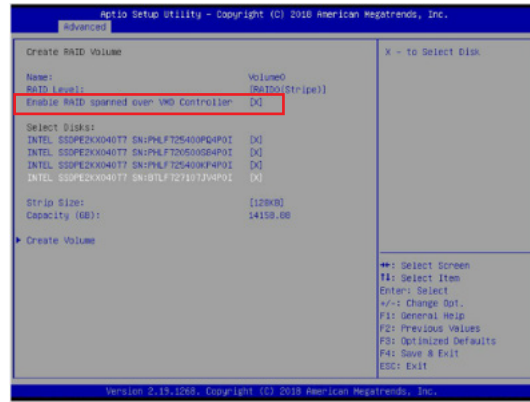 Aptio Setup Utility - Copyright (C) 2018 American Megatrends, Inc.
Advanced
Create RAID Volume
Name: Volume0
RAID Level: [RAID0(Stripe)]
Enable RAID spanned over VMD Controller [X]
Select Disks:
INTEL SSDPE2KX040T7 SN:PHLF725400PQ4P0I [X]
INTEL SSDPE2KX040T7 SN:PHLF720500G84P0I [X]
INTEL SSDPE2KX040T7 SN:PHLF725400KP4P0I [X]
INTEL SSDPE2KX040T7 SN:BTLF727107JV4P0I [X]
Strip Size: [128KB]
Capacity (GB): 14158.08
Create Volume
X - to Select Disk
→←: Select Screen
↑↓: Select Item
Enter: Select
+/-: Change Opt.
F1: General Help
F2: Previous Values
F3: Optimized Defaults
F4: Save & Exit
ESC: Exit
Version 2.19.1268. Copyright (C) 2018 American Megatrends, Inc.